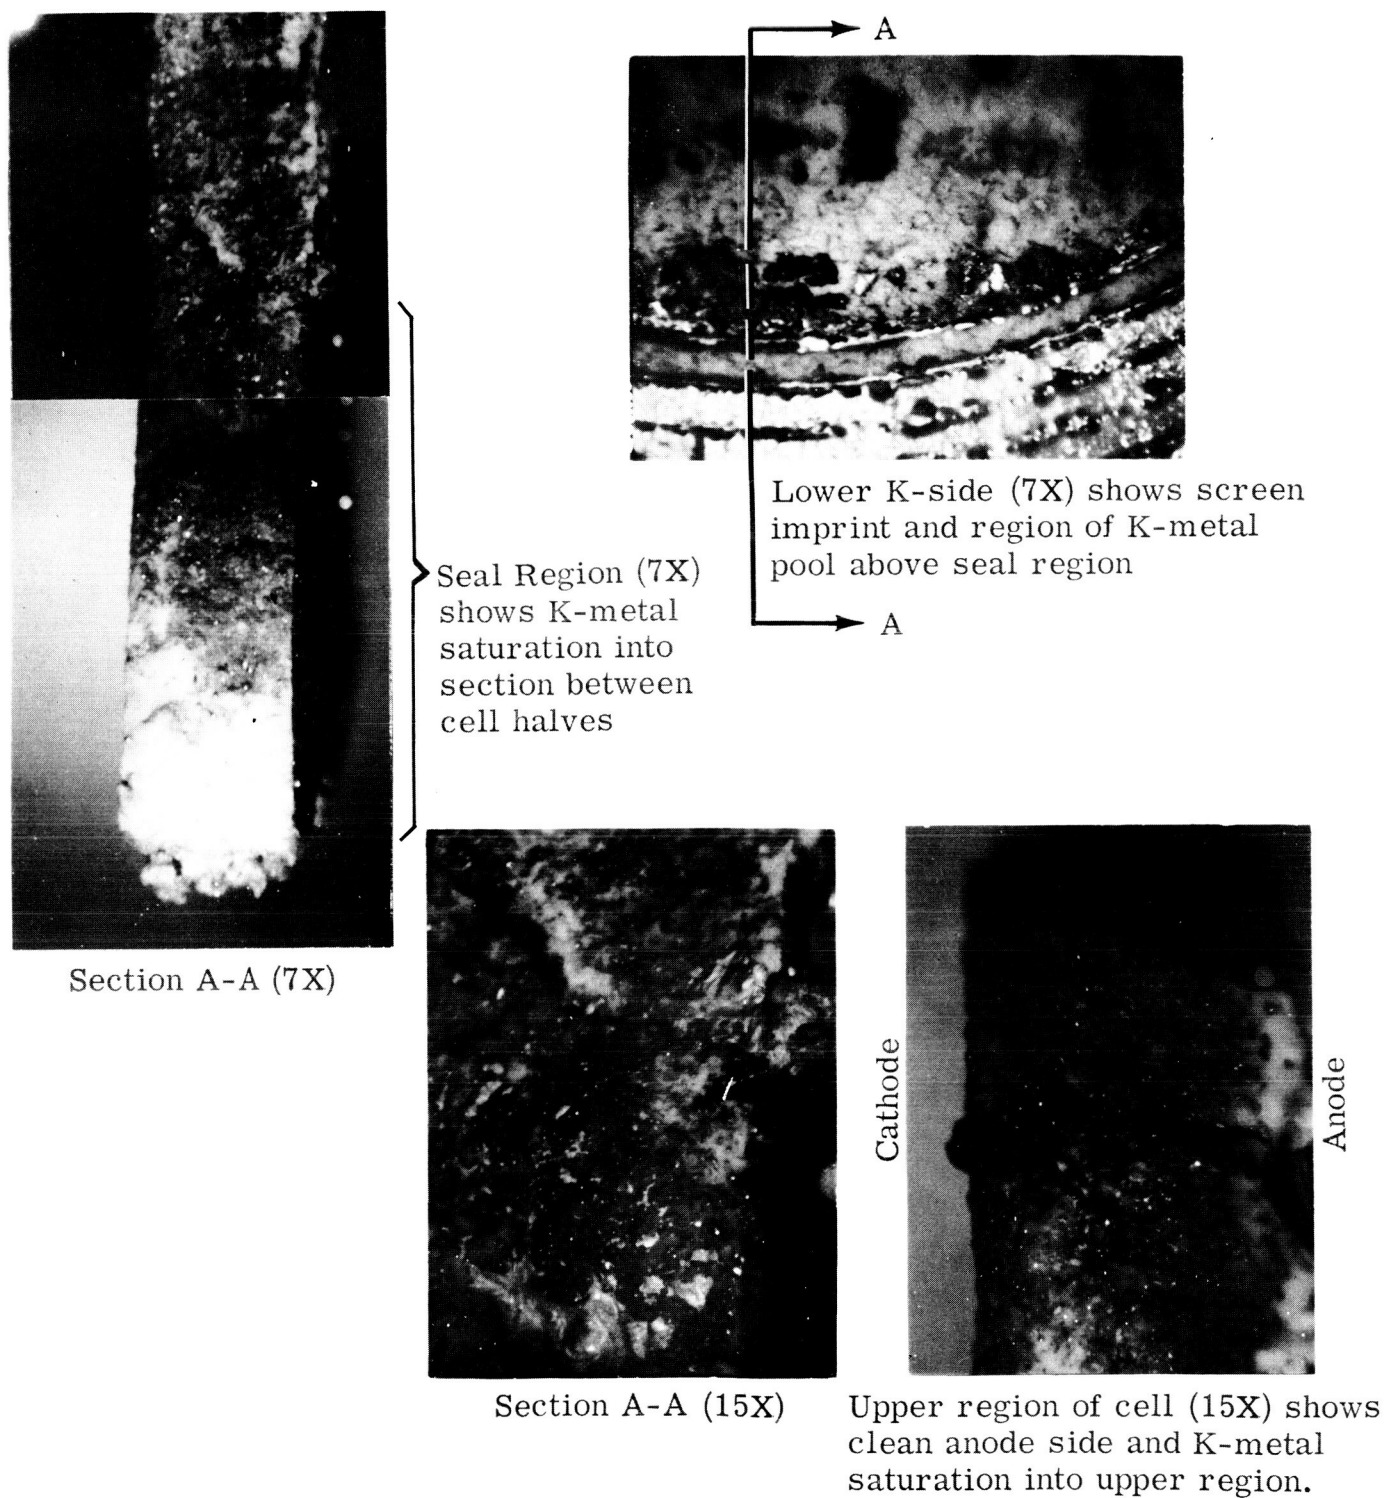 A
Lower K-side (7X) shows screen
imprint and region of K-metal
pool above seal region
A
Seal Region (7X)
shows K-metal
saturation into
section between
cell halves
Section A-A (7X)
Cathode
Anode
Section A-A (15X)
Upper region of cell (15X) shows
clean anode side and K-metal
saturation into upper region.